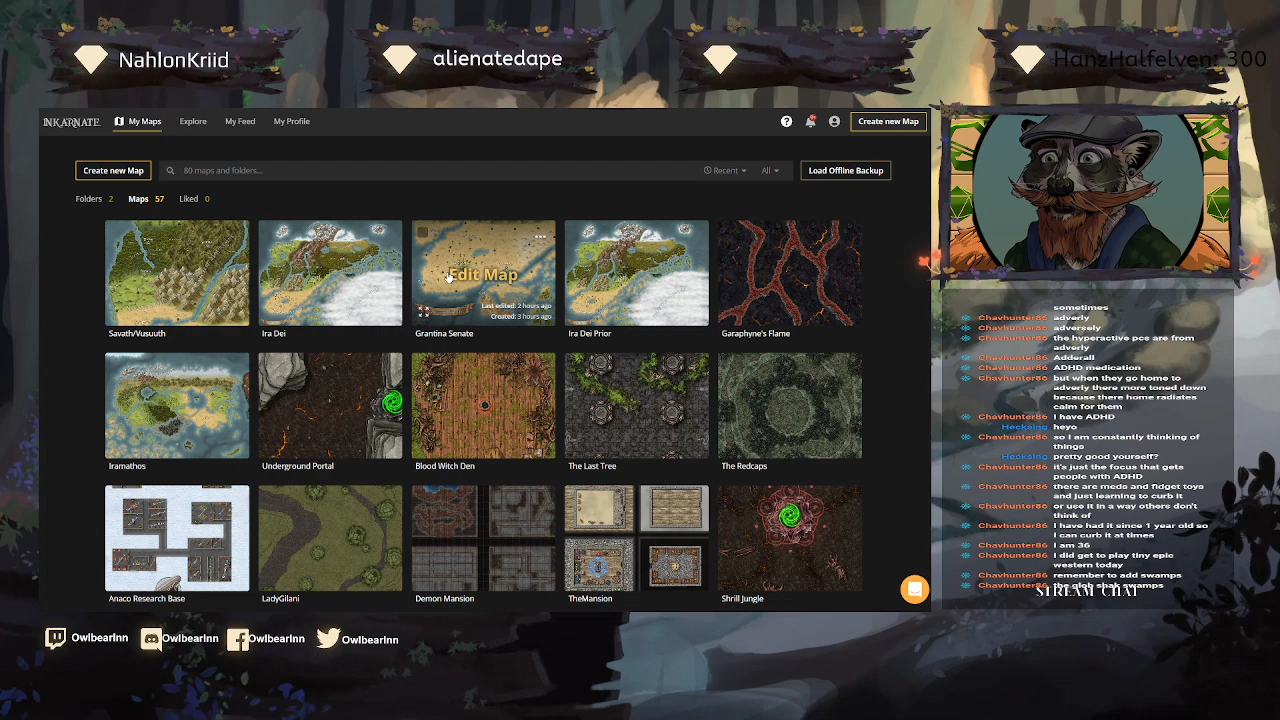 NahlonKriid
alienatedape
HanzHalfelven: 300
INKARNATE
My Maps
Explore
My Feed
My Profile
?
Create new Map
Create new Map
80 maps and folders...
Recent
All
Load Offline Backup
Folders 2
Maps 57
Liked 0
Edit Map
Last edited: 2 hours ago
Created: 3 hours ago
Savath/Vusuuth
Ira Dei
Grantina Senate
Ira Dei Prior
Garaphyne's Flame
Iramathos
Underground Portal
Blood Witch Den
The Last Tree
The Redcaps
Anaco Research Base
LadyGilani
Demon Mansion
TheMansion
Shrill Jungle
sometimes
Chavhunter86 adverly
Chavhunter86 adversely
Chavhunter86 the hyperactive pcs are from
adverly
Chavhunter86 Adderall
Chavhunter86 ADHD medication
Chavhunter86 but when they go home to
adverly there more toned down
because there home radiates
calm for them
Chavhunter86 I have ADHD
Hecksing heyo
Chavhunter86 so I am constantly thinking of
things
Hecksing pretty good yourself?
Chavhunter86 it's just the focus that gets
people with ADHD
Chavhunter86 there are meds and fidget toys
and just learning to curb it
Chavhunter86 or use it in a way others don't
think of
Chavhunter86 I have had it since 1 year old so
I can curb it at times
Chavhunter86 I am 36
Chavhunter86 I did get to play tiny epic
western today
Chavhunter86 remember to add swamps
Chavhunter86 the glob shak swamps
STREAM CHAT
OwlbearInn
OwlbearInn
OwlbearInn
OwlbearInn